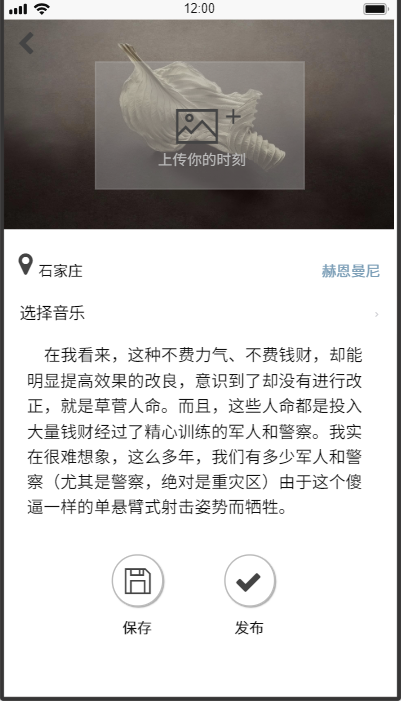 12:00
上传你的时刻
石家庄 赫恩曼尼
选择音乐
在我看来，这种不费力气、不费钱财，却能
明显提高效果的改良，意识到了却没有进行改
正，就是草菅人命。而且，这些人命都是投入
大量钱财经过了精心训练的军人和警察。我实
在很难想象，这么多年，我们有多少军人和警
察（尤其是警察，绝对是重灾区）由于这个傻
逼一样的单悬臂式射击姿势而牺牲。
保存 发布